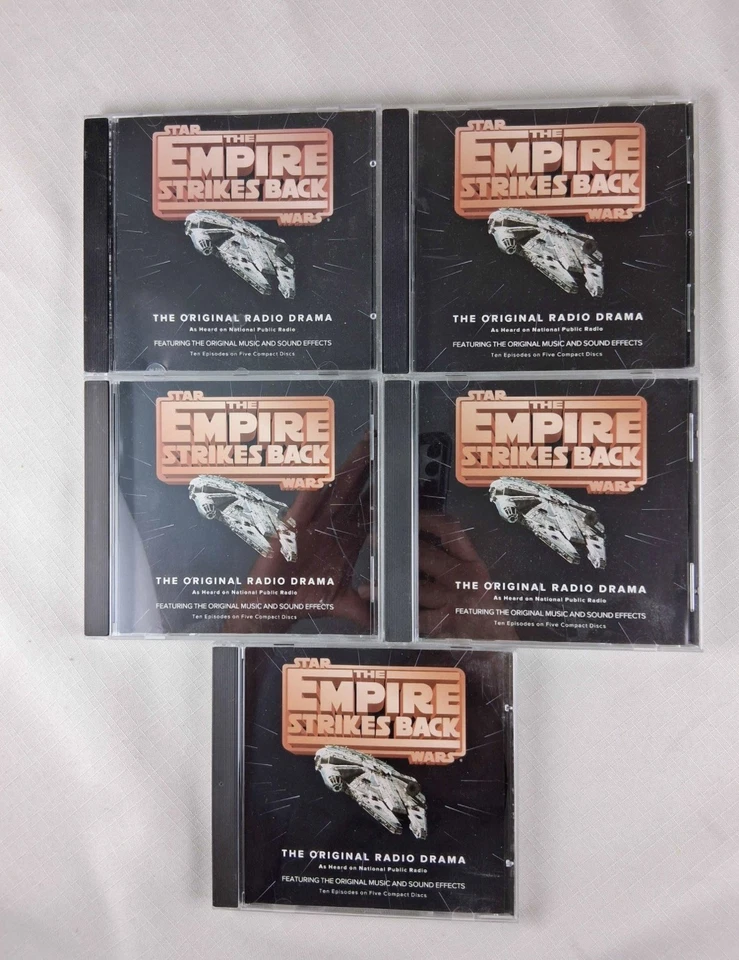 STAR
THE
EMPIRE
STRIKES BACK
WARS
THE ORIGINAL RADIO DRAMA
As Heard on National Public Radio
FEATURING THE ORIGINAL MUSIC AND SOUND EFFECTS
Ten Episodes on Five Compact Discs
STAR
THE
EMPIRE
STRIKES BACK
WARS
THE ORIGINAL RADIO DRAMA
As Heard on National Public Radio
FEATURING THE ORIGINAL MUSIC AND SOUND EFFECTS
Ten Episodes on Five Compact Discs
STAR
THE
EMPIRE
STRIKES BACK
WARS
THE ORIGINAL RADIO DRAMA
As Heard on National Public Radio
FEATURING THE ORIGINAL MUSIC AND SOUND EFFECTS
Ten Episodes on Five Compact Discs
STAR
THE
EMPIRE
STRIKES BACK
WARS
THE ORIGINAL RADIO DRAMA
As Heard on National Public Radio
FEATURING THE ORIGINAL MUSIC AND SOUND EFFECTS
Ten Episodes on Five Compact Discs
STAR
THE
EMPIRE
STRIKES BACK
WARS
THE ORIGINAL RADIO DRAMA
As Heard on National Public Radio
FEATURING THE ORIGINAL MUSIC AND SOUND EFFECTS
Ten Episodes on Five Compact Discs